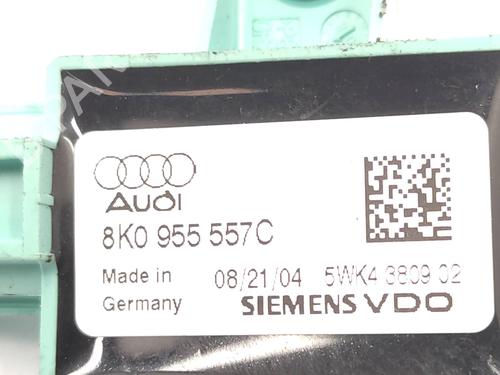 AUDI
8K0 955 557C
Made in Germany
08/21/04 5WK4 3809 02
SIEMENS VDO